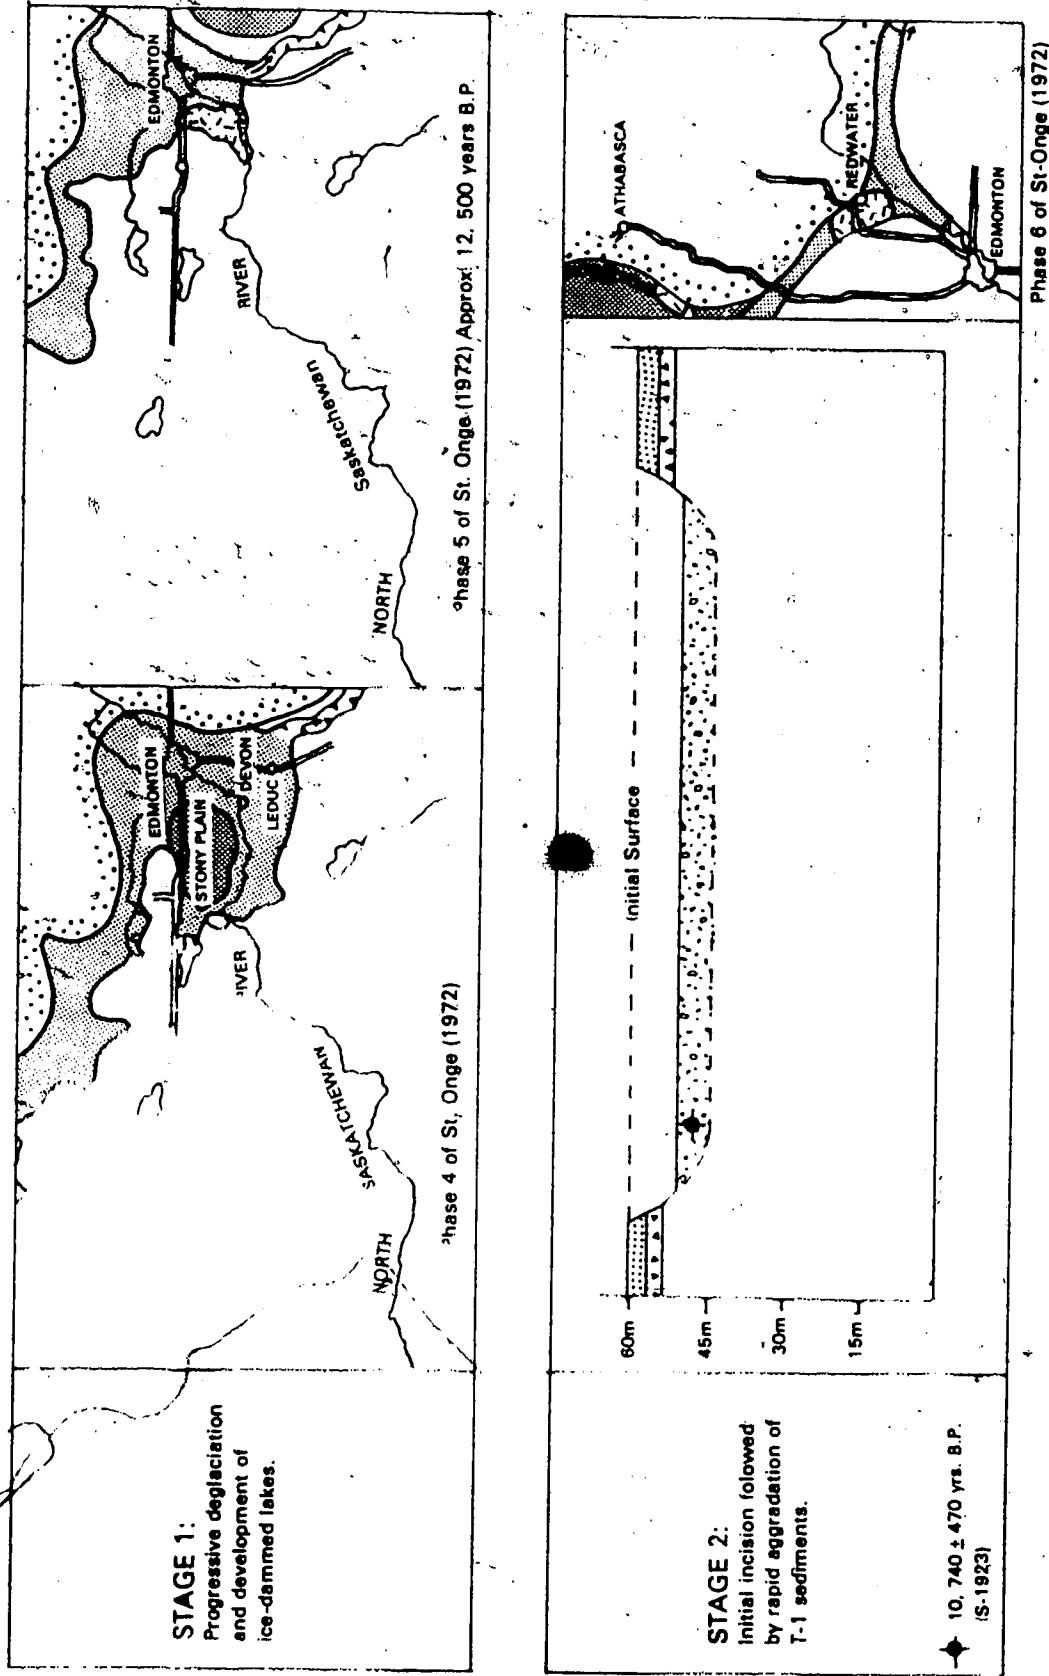 STAGE 1:
Progressive deglaciation
and development of
ice-dammed lakes.
EDMONTON
STONY PLAIN
DEVON
LEDUC
RIVER
SASKATCHEWAN
NORTH
Phase 4 of St, Onge (1972)
EDMONTON
RIVER
Saskatchewan
NORTH
Phase 5 of St. Onge (1972) Approx. 12, 500 years B.P.
STAGE 2:
Initial incision folowed
by rapid aggradation of
T-1 sediments.
10, 740 ± 470 yrs. B.P.
(S-1923)
60m
45m
30m
15m
Initial Surface
ATHABASCA
REDWATER
EDMONTON
Phase 6 of St-Onge (1972)